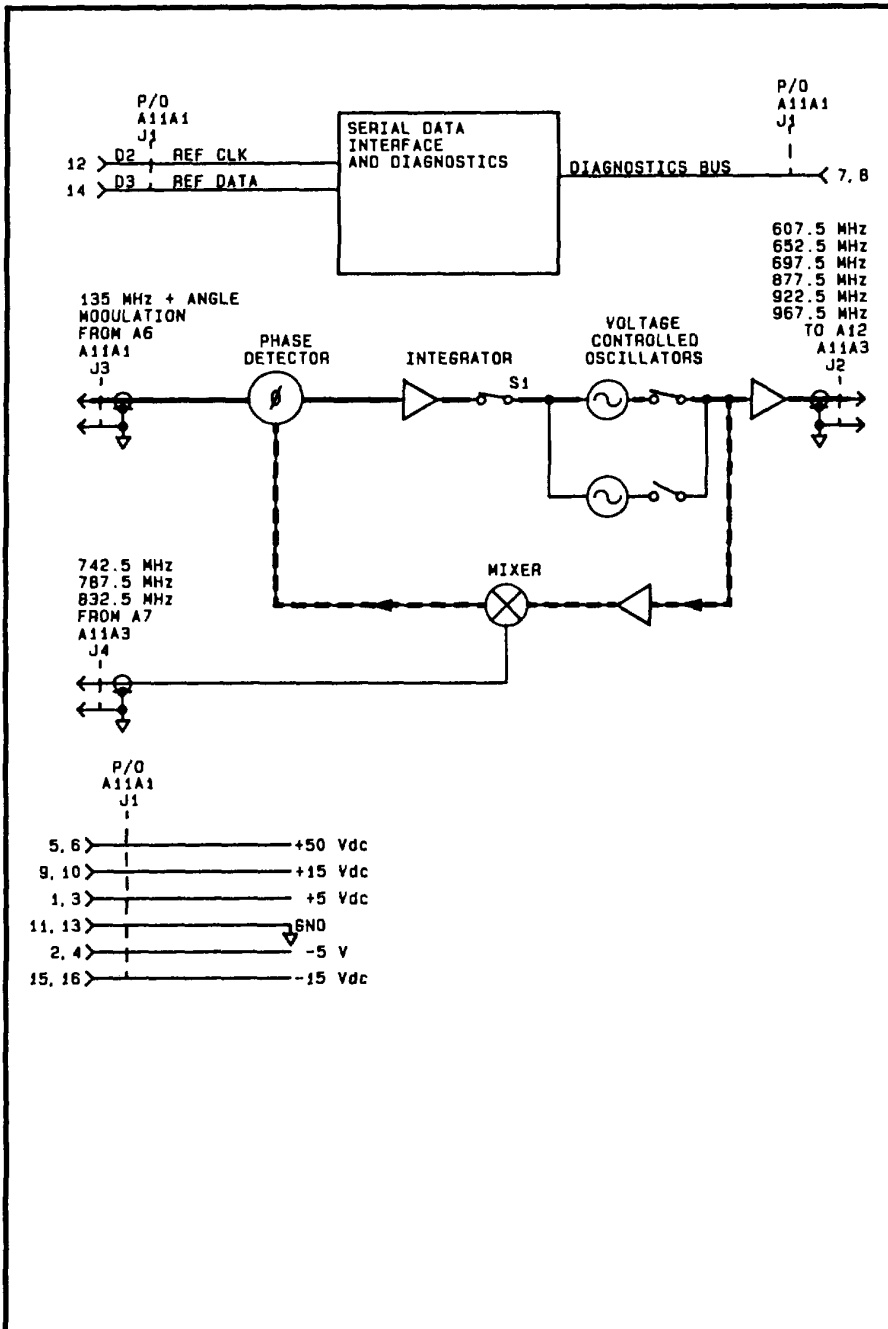 P/O
A11A1
J1
P/O
A11A1
J1
SERIAL DATA
INTERFACE
AND DIAGNOSTICS
12 D2 REF CLK
14 D3 REF DATA
DIAGNOSTICS BUS
7, 8
607.5 MHz
652.5 MHz
697.5 MHz
877.5 MHz
922.5 MHz
967.5 MHz
TO A12
A11A3
J2
135 MHz + ANGLE
MODULATION
FROM A6
A11A1
J3
PHASE
DETECTOR
ø
INTEGRATOR
S1
VOLTAGE
CONTROLLED
OSCILLATORS
742.5 MHz
787.5 MHz
832.5 MHz
FROM A7
A11A3
J4
MIXER
P/O
A11A1
J1
5, 6 +50 Vdc
9, 10 +15 Vdc
1, 3 +5 Vdc
11, 13 GND
2, 4 -5 V
15, 16 -15 Vdc